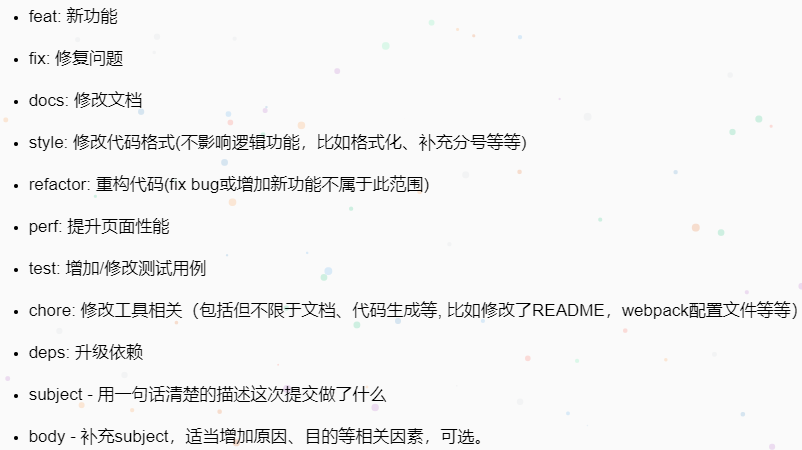 feat: 新功能
fix: 修复问题
docs: 修改文档
style: 修改代码格式(不影响逻辑功能，比如格式化、补充分号等等)
refactor: 重构代码(fix bug或增加新功能不属于此范围)
perf: 提升页面性能
test: 增加/修改测试用例
chore: 修改工具相关（包括但不限于文档、代码生成等, 比如修改了README，webpack配置文件等等）
deps: 升级依赖
subject - 用一句话清楚的描述这次提交做了什么
body - 补充subject，适当增加原因、目的等相关因素，可选。